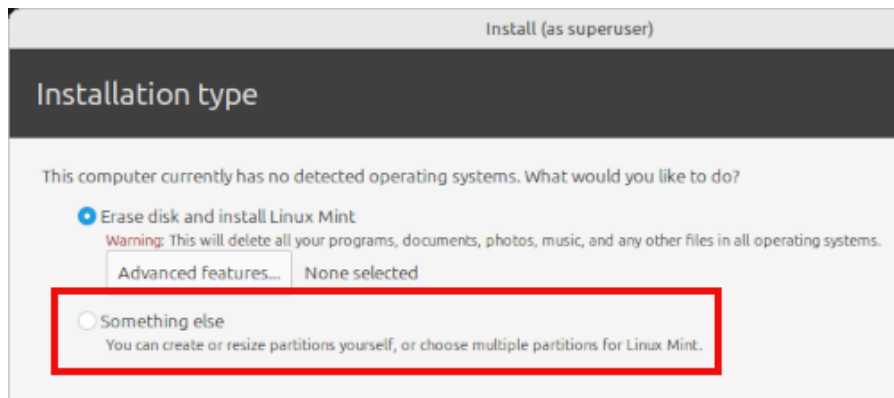 Install (as superuser)
Installation type
This computer currently has no detected operating systems. What would you like to do?
Erase disk and install Linux Mint
Warning: This will delete all your programs, documents, photos, music, and any other files in all operating systems.
Advanced features... None selected
Something else
You can create or resize partitions yourself, or choose multiple partitions for Linux Mint.